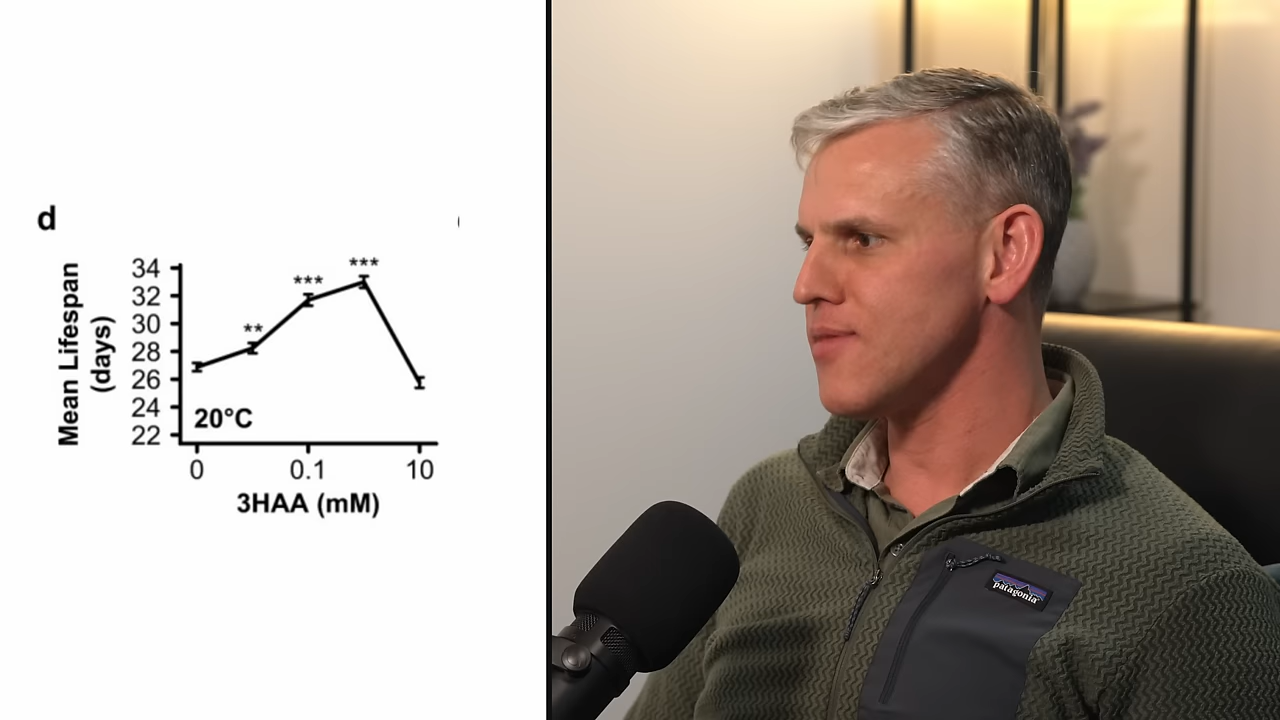 d
Mean Lifespan
(days)
34
32
30
28
26
24
22
**
***
***
20°C
0
0.1
10
3HAA (mM)
patagonia